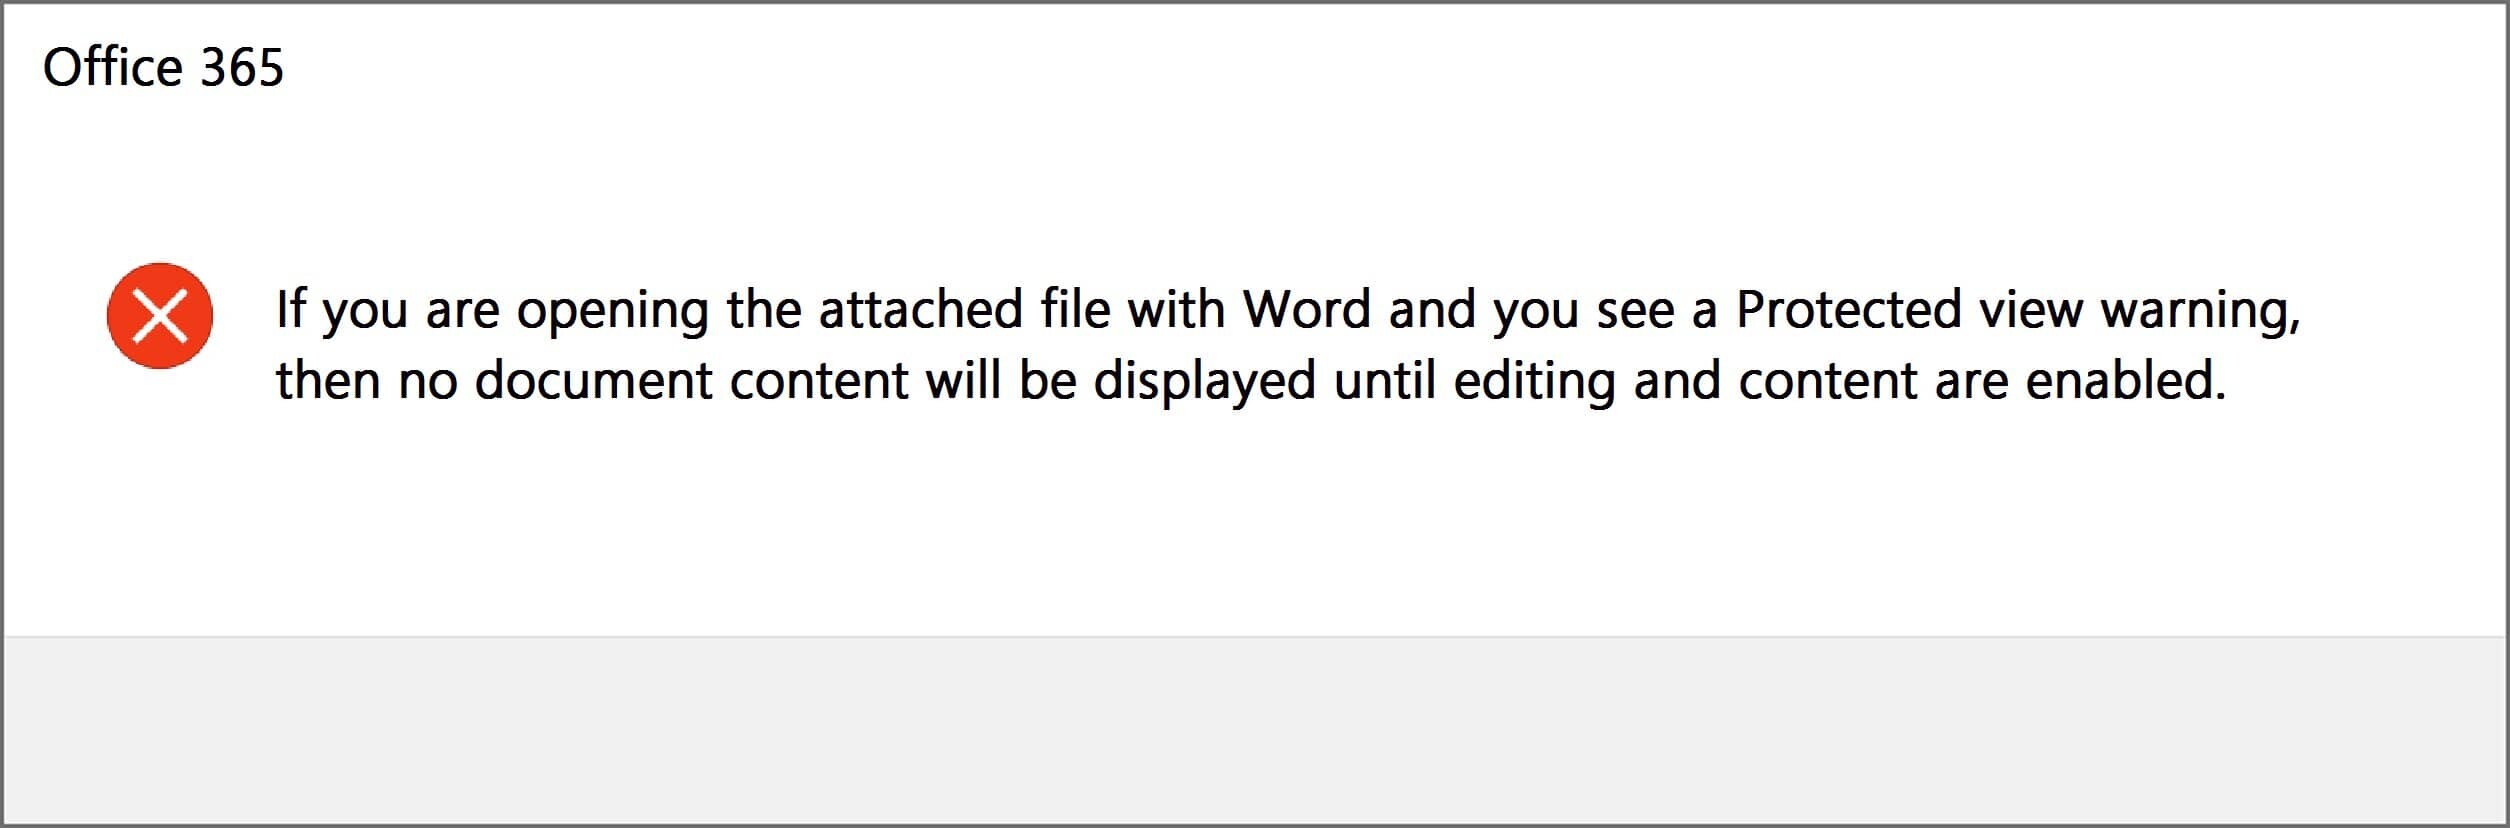 Office 365
If you are opening the attached file with Word and you see a Protected view warning,
then no document content will be displayed until editing and content are enabled.